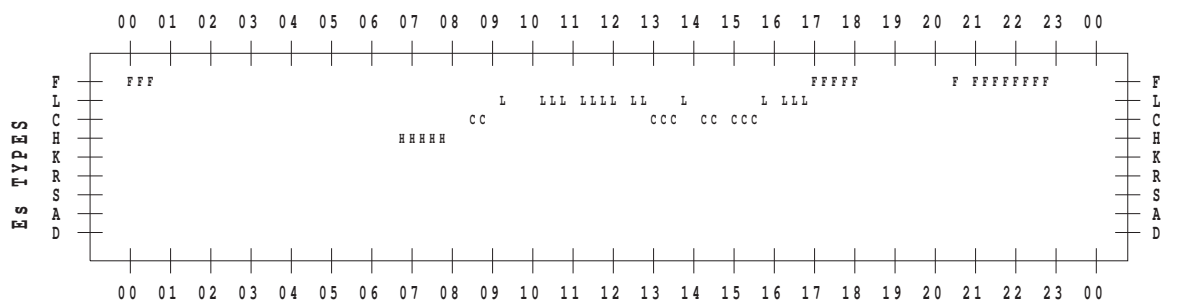 00 01 02 03 04 05 06 07 08 09 10 11 12 13 14 15 16 17 18 19 20 21 22 23 00
F FFF FFFFF F FFFFFFFF F
L L LLL LLLL LL L L LLL L
C CC CCC CC CCC C
H HHHHH H
K K
R R
S S
A A
D D
Es TYPES
00 01 02 03 04 05 06 07 08 09 10 11 12 13 14 15 16 17 18 19 20 21 22 23 00